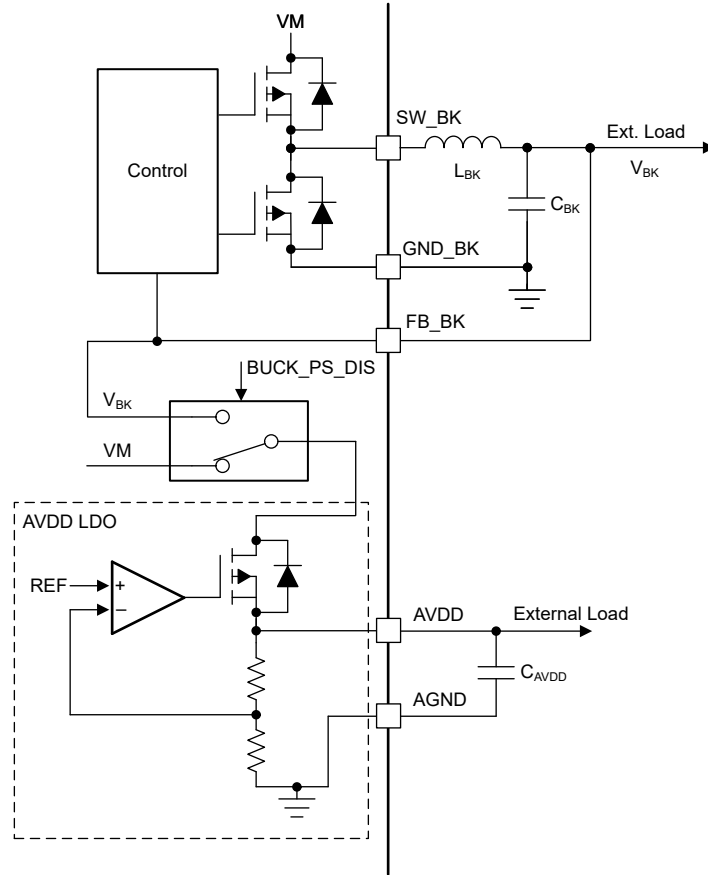 VM
SW_BK
Ext. Load
Control
L_BK
V_BK
C_BK
GND_BK
FB_BK
BUCK_PS_DIS
V_BK
VM
AVDD LDO
REF
+
−
AVDD
External Load
C_AVDD
AGND